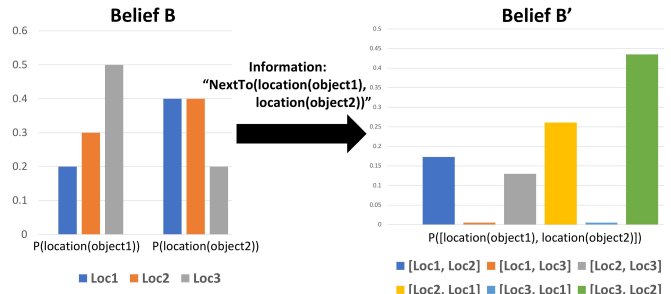 Belief B
0.6
0.5
0.4
0.3
0.2
0.1
0
P(location(object1)) P(location(object2))
Loc1 Loc2 Loc3
Information:
“NextTo(location(object1),
location(object2))”
Belief B’
0.5
0.45
0.4
0.35
0.3
0.25
0.2
0.15
0.1
0.05
0
P([location(object1), location(object2)])
[Loc1, Loc2] [Loc1, Loc3] [Loc2, Loc3]
[Loc2, Loc1] [Loc3, Loc1] [Loc3, Loc2]